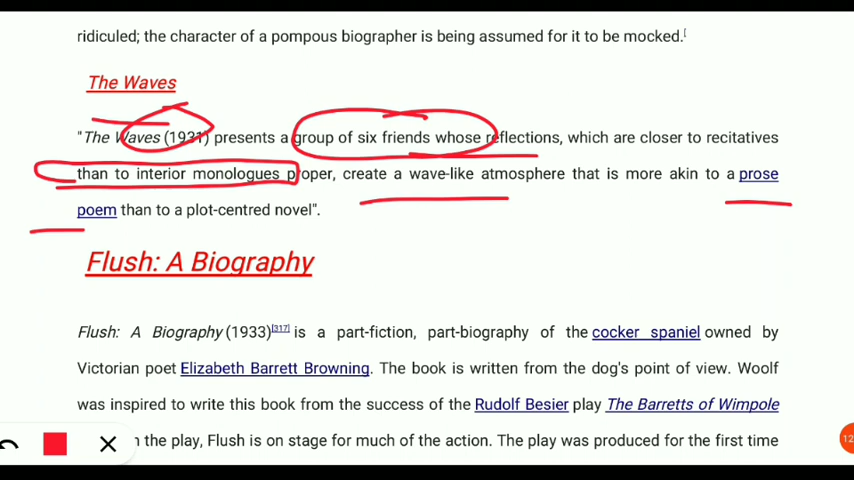 ridiculed; the character of a pompous biographer is being assumed for it to be mocked.[
The Waves
"The Waves (1931) presents a group of six friends whose reflections, which are closer to recitatives
than to interior monologues proper, create a wave-like atmosphere that is more akin to a prose
poem than to a plot-centred novel".
Flush: A Biography
Flush: A Biography (1933)[317] is a part-fiction, part-biography of the cocker spaniel owned by
Victorian poet Elizabeth Barrett Browning. The book is written from the dog's point of view. Woolf
was inspired to write this book from the success of the Rudolf Besier play The Barretts of Wimpole
the play, Flush is on stage for much of the action. The play was produced for the first time
12